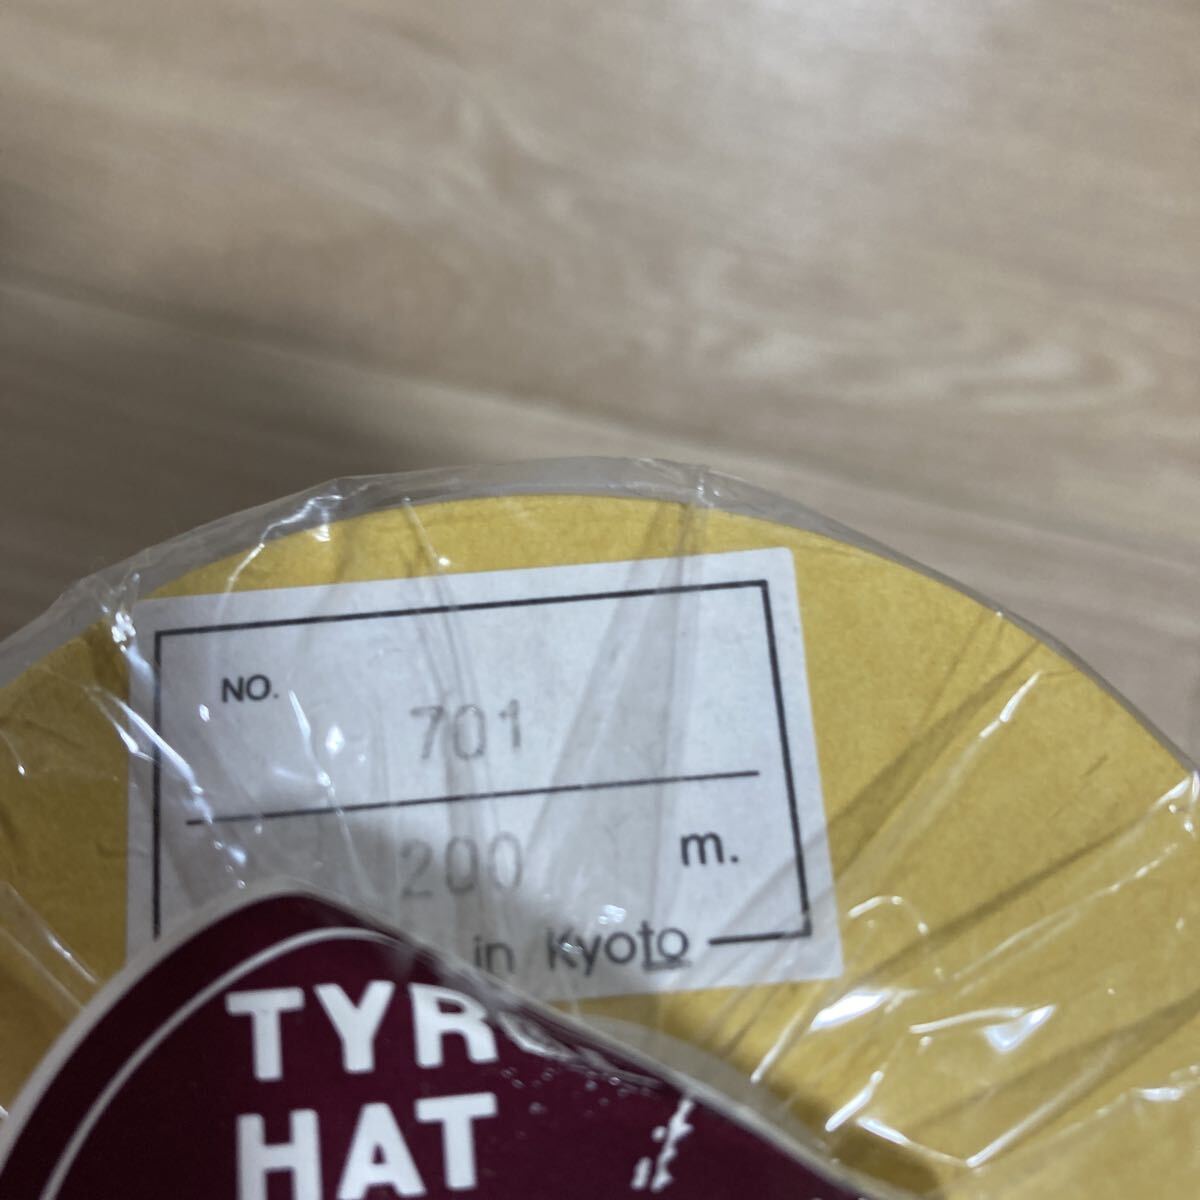 NO. 701
200 m.
in Kyoto
TYR
HAT